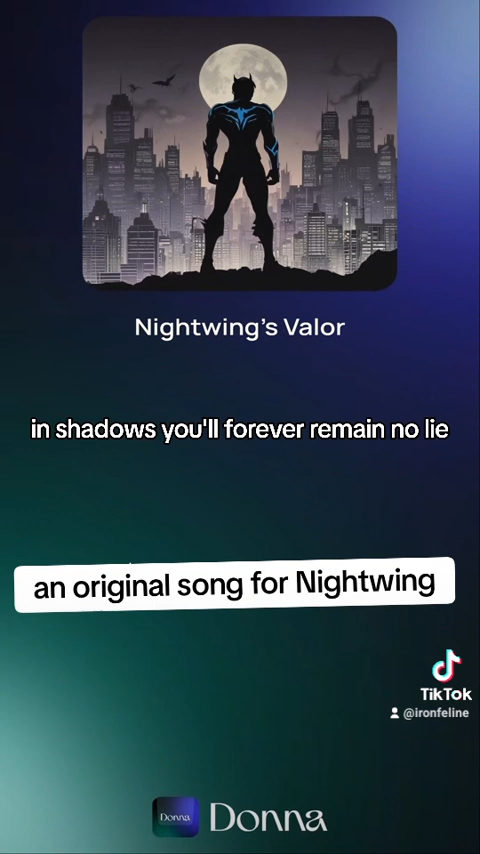 Nightwing's Valor
in shadows you'll forever remain no lie
an original song for Nightwing
TikTok
@ironfeline
Donna
Donna